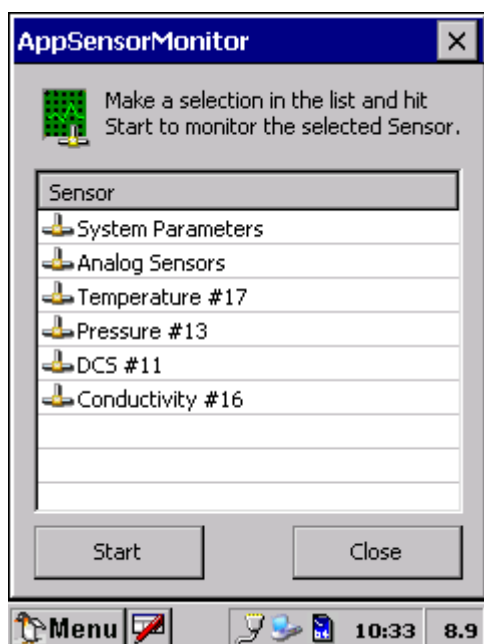 AppSensorMonitor
Make a selection in the list and hit
Start to monitor the selected Sensor.
Sensor
System Parameters
Analog Sensors
Temperature #17
Pressure #13
DCS #11
Conductivity #16
Start Close
Menu 10:33 8.9